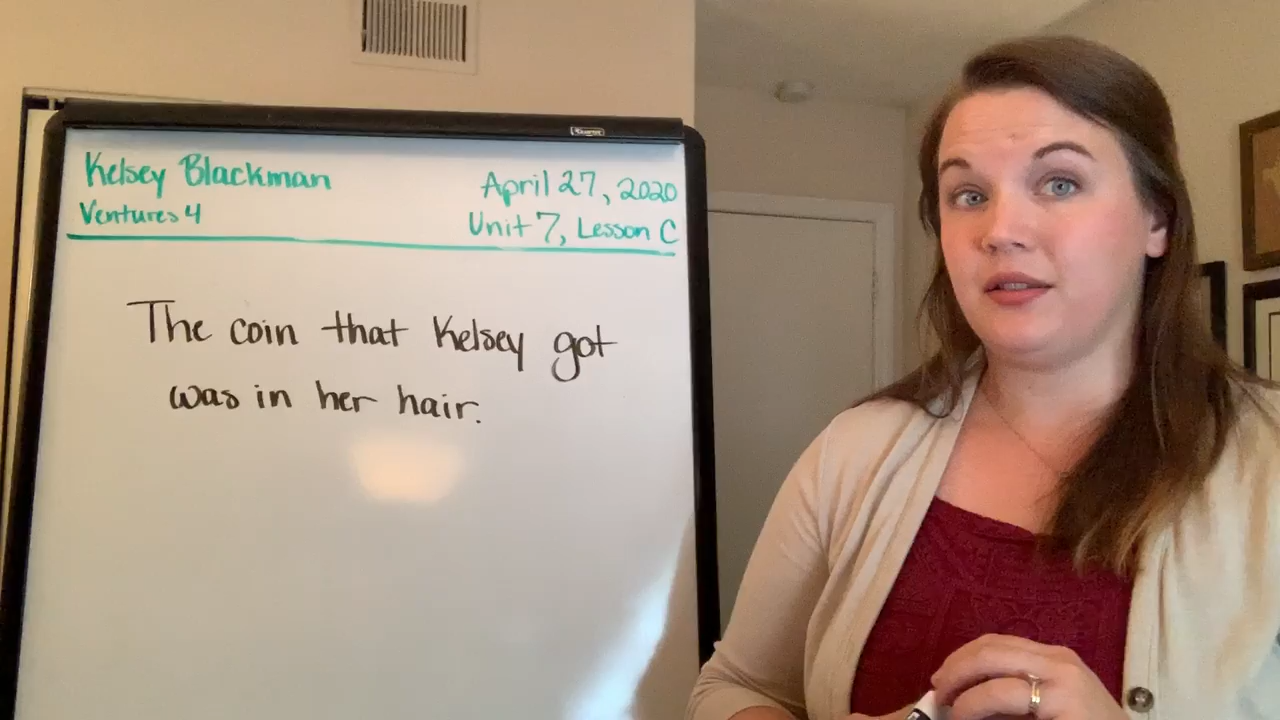 Kelsey Blackman
April 27, 2020
Ventures 4
Unit 7, Lesson C
The coin that Kelsey got
was in her hair.